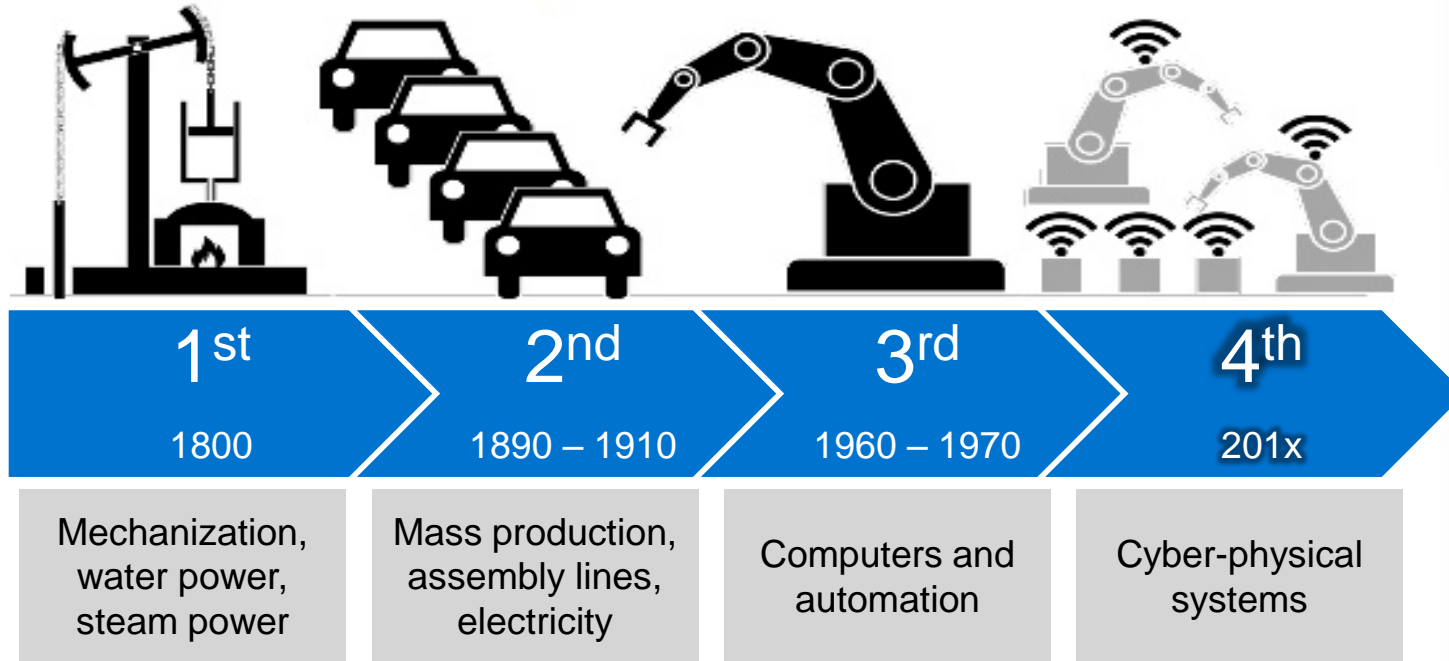 1st
2nd
3rd
4th
1800
1890 – 1910
1960 – 1970
201x
Mechanization,
water power,
steam power
Mass production,
assembly lines,
electricity
Computers and
automation
Cyber-physical
systems